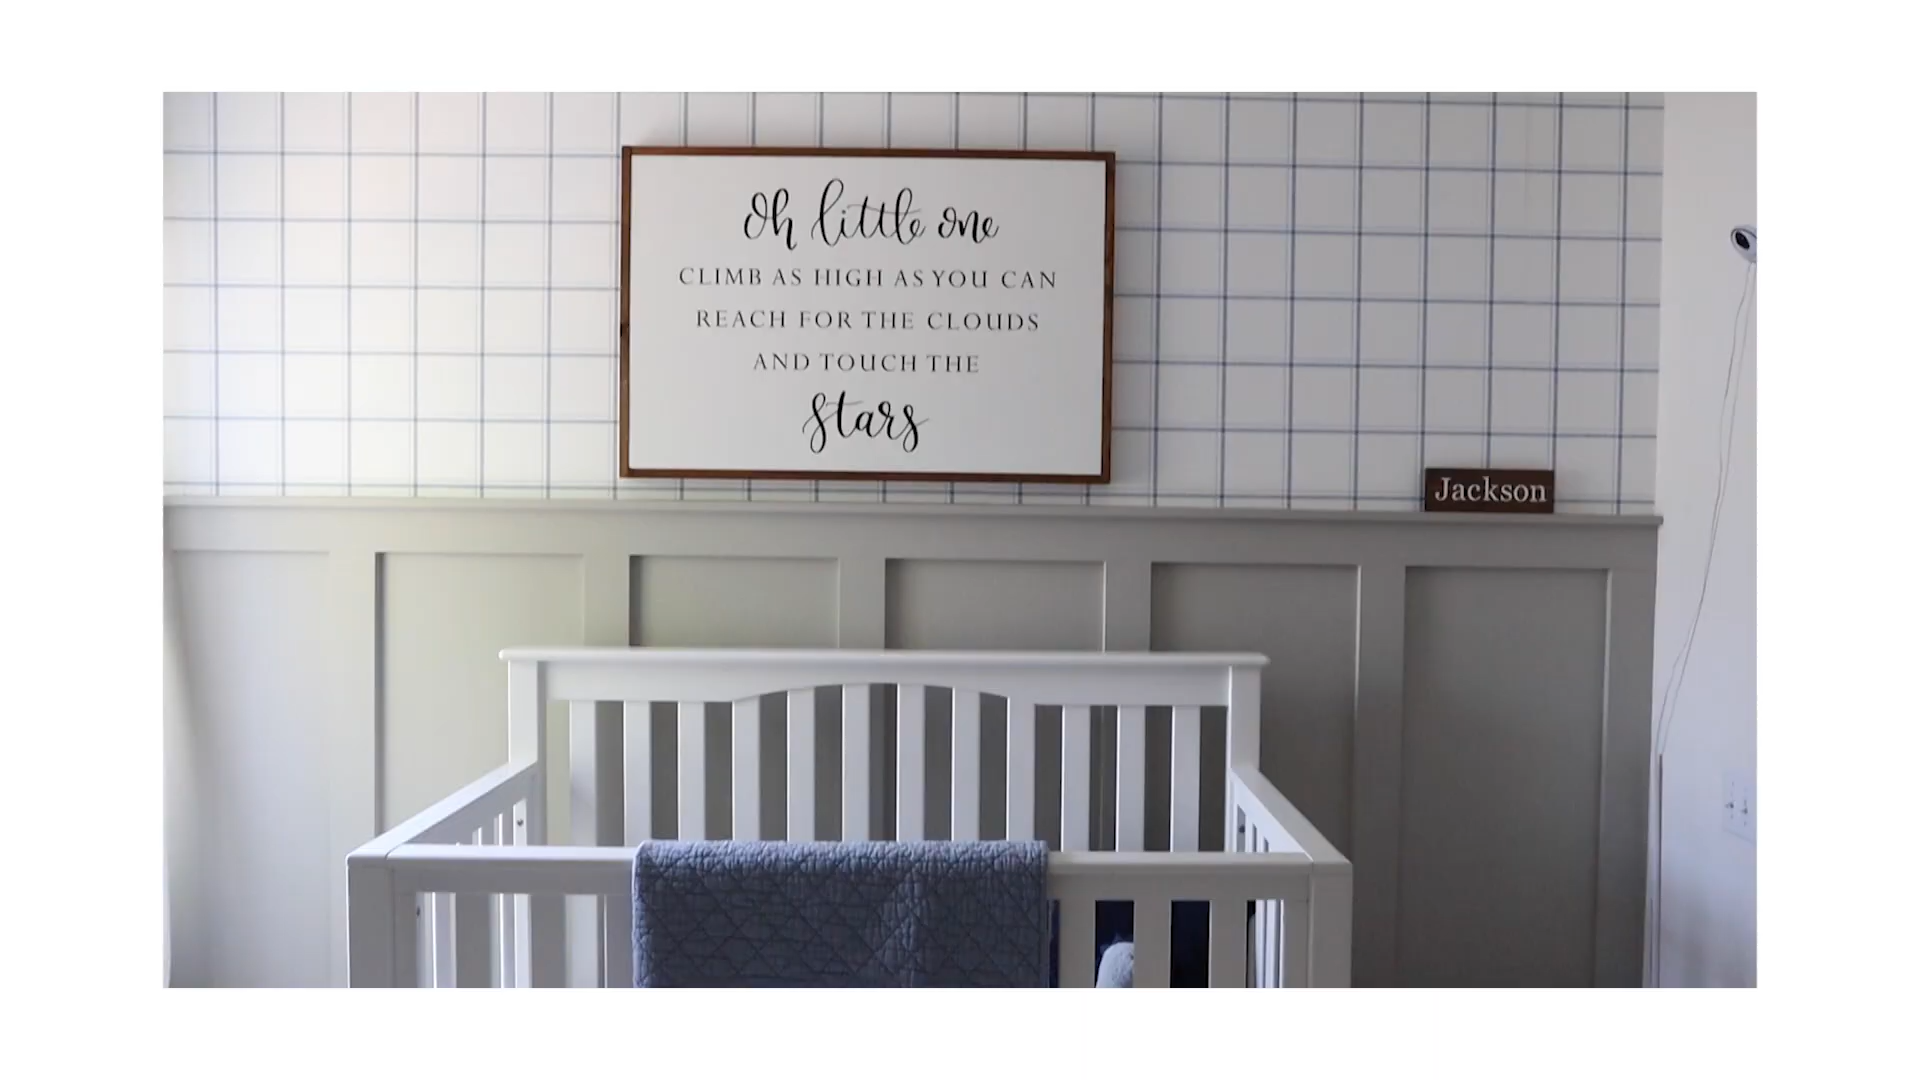 Oh little one
CLIMB AS HIGH AS YOU CAN
REACH FOR THE CLOUDS
AND TOUCH THE
stars
Jackson